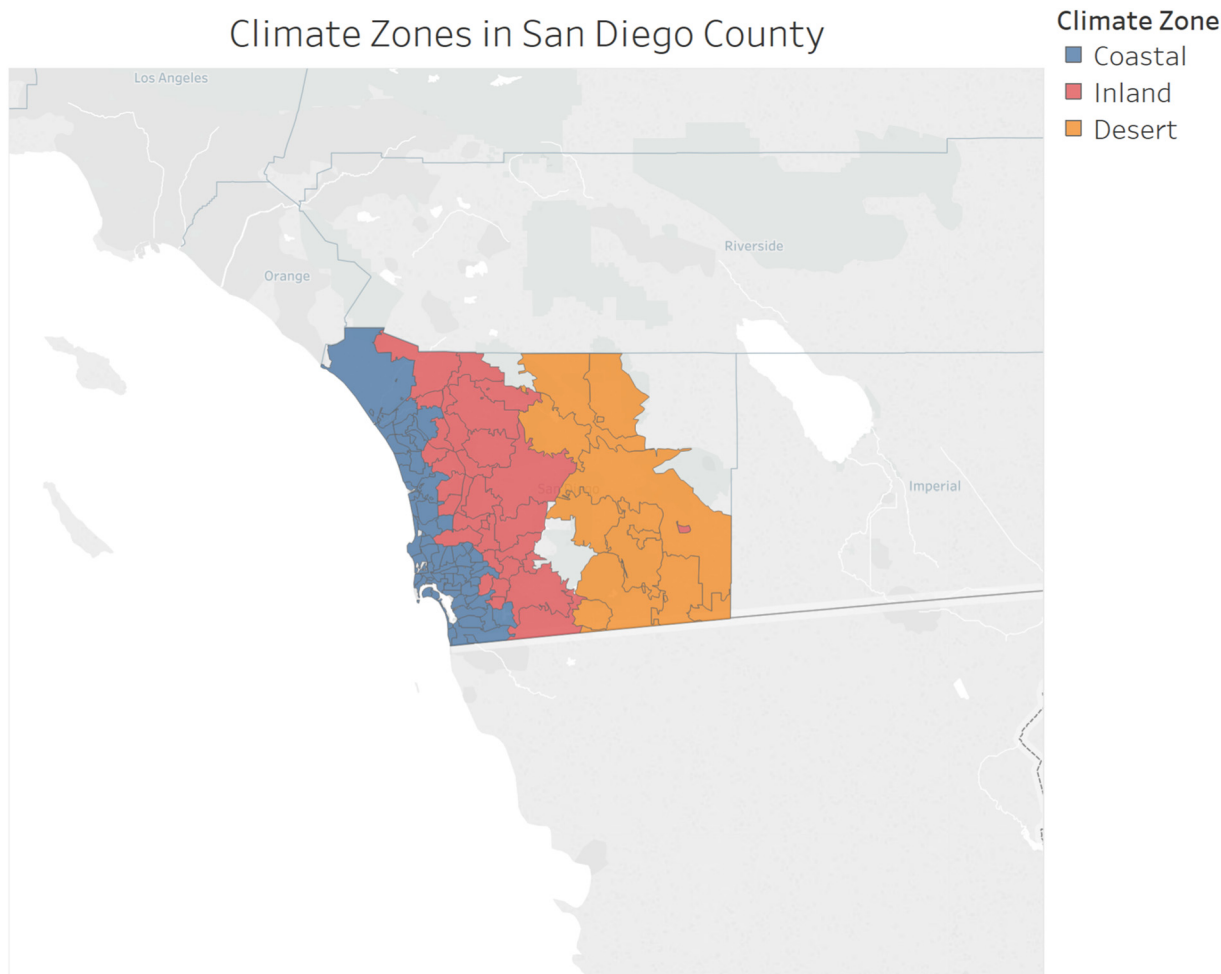 Climate Zones in San Diego County
Climate Zone
Coastal
Inland
Desert
Los Angeles
Riverside
Orange
Imperial